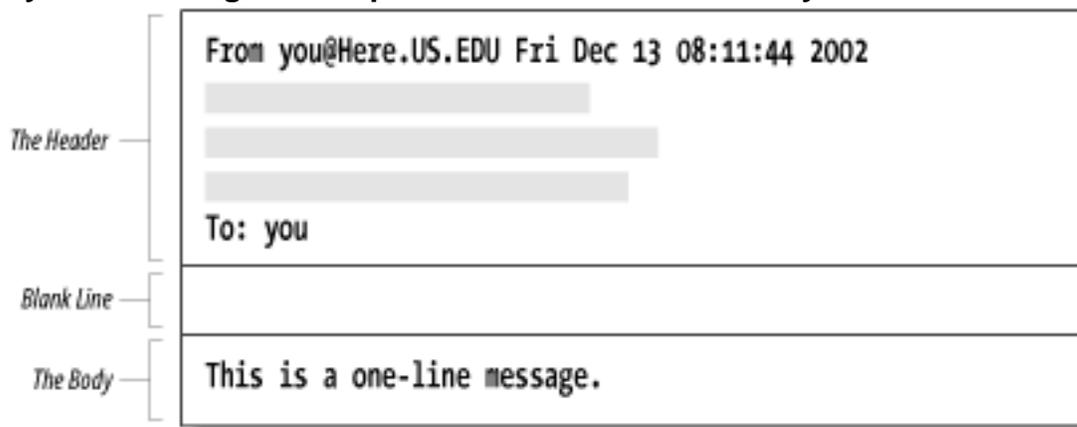 From you@Here.US.EDU Fri Dec 13 08:11:44 2002
The Header
To: you
Blank Line
The Body
This is a one-line message.